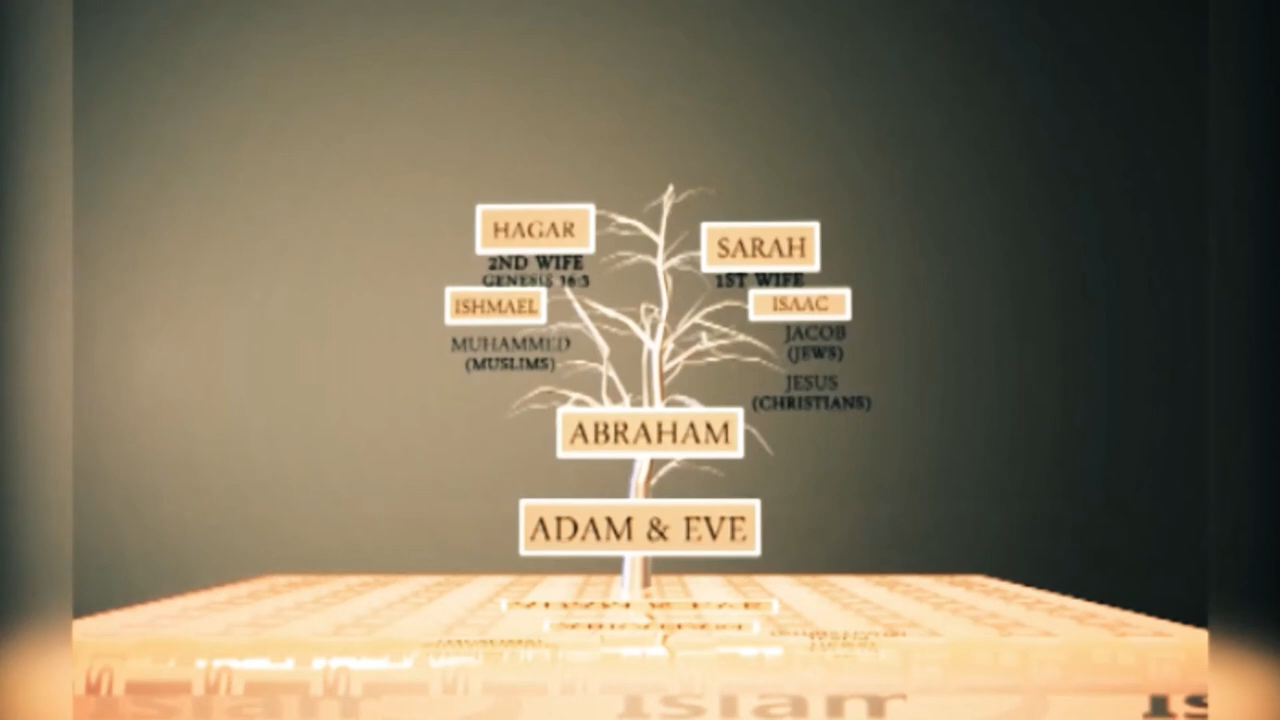 HAGAR
2ND WIFE
GENESIS 16:3
ISHMAEL
MUHAMMED
(MUSLIMS)
SARAH
1ST WIFE
ISAAC
JACOB
(JEWS)
JESUS
(CHRISTIANS)
ABRAHAM
ADAM & EVE
Islam